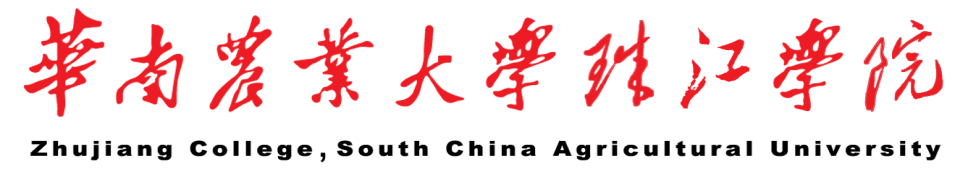 華南農業大學珠江學院
Zhujiang College, South China Agricultural University